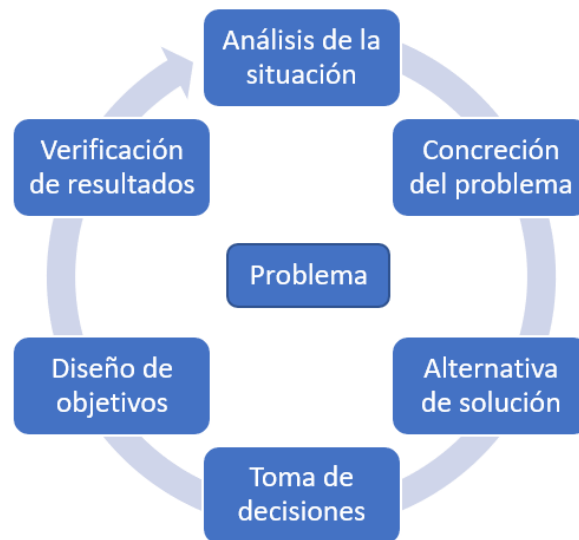 Análisis de la
situación
Concreción
del problema
Alternativa
de solución
Toma de
decisiones
Diseño de
objetivos
Verificación
de resultados
Problema